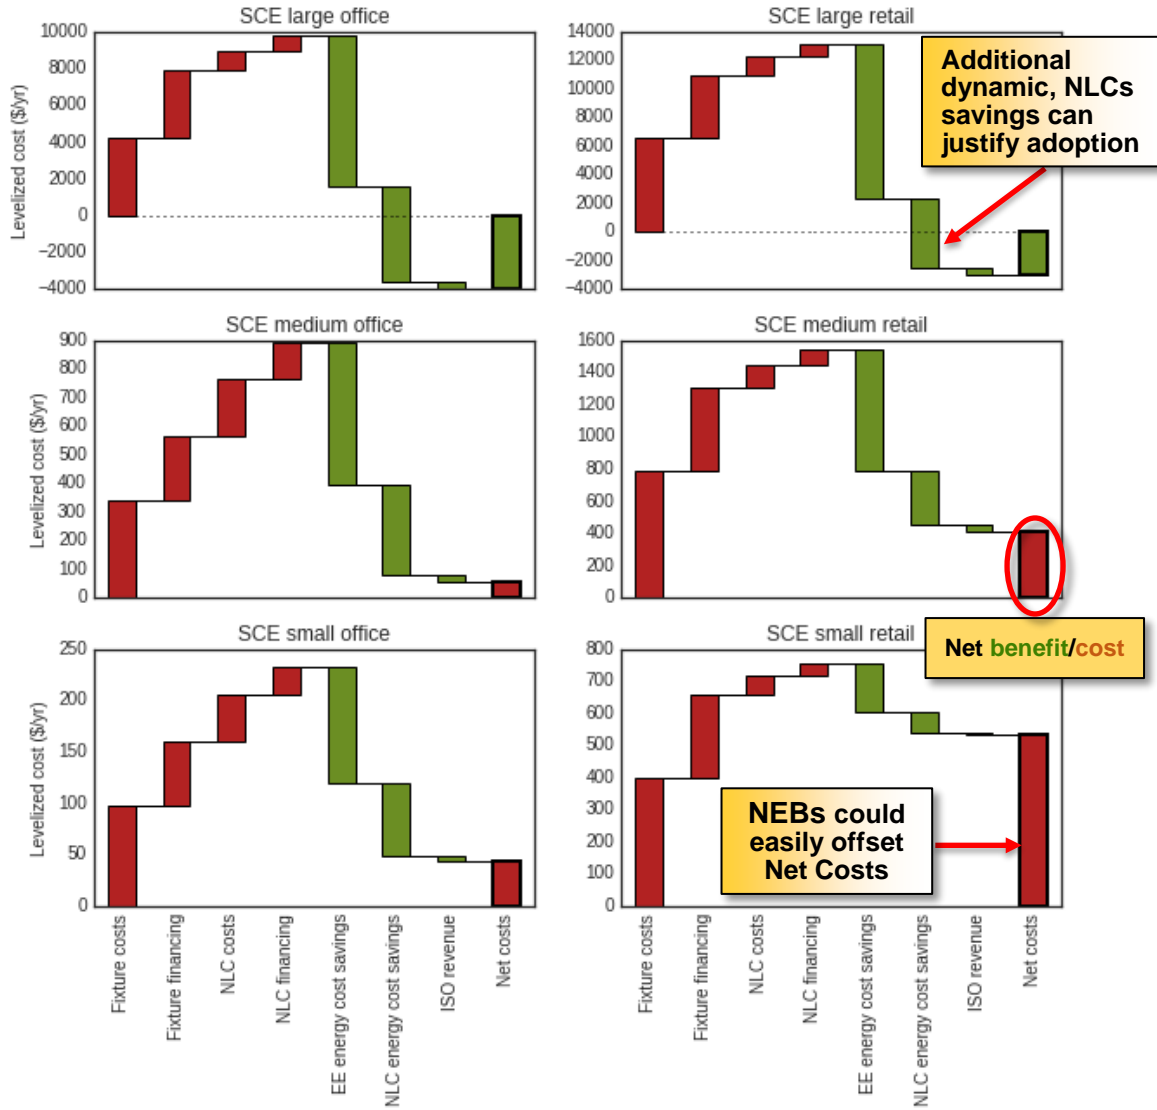 SCE large office
Levelized cost ($/yr)
10000
8000
6000
4000
2000
0
−2000
−4000
SCE large retail
14000
12000
10000
8000
6000
4000
2000
0
−2000
−4000
Additional
dynamic, NLCs
savings can
justify adoption
SCE medium office
Levelized cost ($/yr)
900
800
700
600
500
400
300
200
100
0
SCE medium retail
1600
1400
1200
1000
800
600
400
200
0
Net benefit/cost
SCE small office
Levelized cost ($/yr)
250
200
150
100
50
0
Fixture costs
Fixture financing
NLC costs
NLC financing
EE energy cost savings
NLC energy cost savings
ISO revenue
Net costs
SCE small retail
800
700
600
500
400
300
200
100
0
NEBs could
easily offset
Net Costs
Fixture costs
Fixture financing
NLC costs
NLC financing
EE energy cost savings
NLC energy cost savings
ISO revenue
Net costs